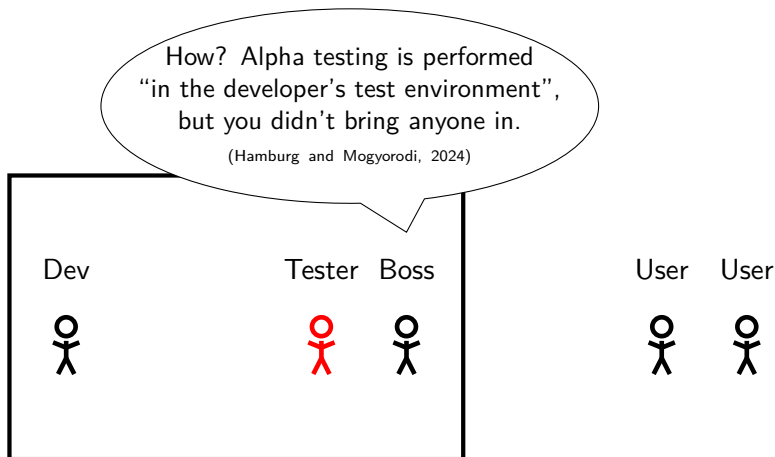 How? Alpha testing is performed
“in the developer’s test environment”,
but you didn’t bring anyone in.
(Hamburg and Mogyorodi, 2024)
Dev Tester Boss User User